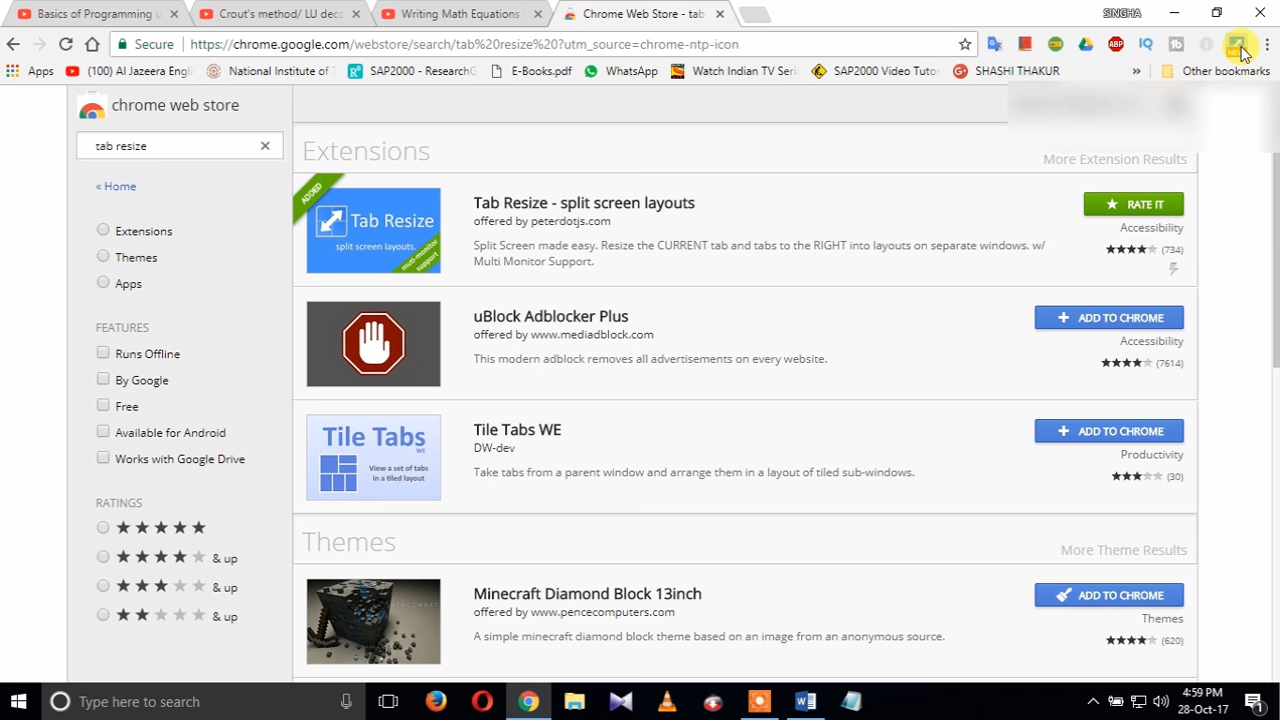 Basics of Programming u
Crout's method/ LU deco
Writing Math Equations i
Chrome Web Store - tab
SINGHA
Secure
https://chrome.google.com/webstore/search/tab%20resize%20?utm_source=chrome-ntp-icon
ABP
IQ
Apps
(100) Al Jazeera Engli
National Institute of
SAP2000 - ResearchG
E-Books.pdf
WhatsApp
Watch Indian TV Seria
SAP2000 Video Tutor
SHASHI THAKUR
»
Other bookmarks
chrome web store
tab resize
« Home
Extensions
Themes
Apps
FEATURES
Runs Offline
By Google
Free
Available for Android
Works with Google Drive
RATINGS
& up
& up
& up
Extensions
More Extension Results
ADDED
Tab Resize
split screen layouts.
muti-monitor
support
Tab Resize - split screen layouts
offered by peterdotjs.com
Split Screen made easy. Resize the CURRENT tab and tabs to the RIGHT into layouts on separate windows. w/
Multi Monitor Support.
RATE IT
Accessibility
(734)
uBlock Adblocker Plus
offered by www.mediadblock.com
This modern adblock removes all advertisements on every website.
ADD TO CHROME
Accessibility
(7614)
Tile Tabs
WE
View a set of tabs
in a tiled layout
Tile Tabs WE
DW-dev
Take tabs from a parent window and arrange them in a layout of tiled sub-windows.
ADD TO CHROME
Productivity
(30)
Themes
More Theme Results
Minecraft Diamond Block 13inch
offered by www.pencecomputers.com
A simple minecraft diamond block theme based on an image from an anonymous source.
ADD TO CHROME
Themes
(620)
Type here to search
4:59 PM
28-Oct-17
1